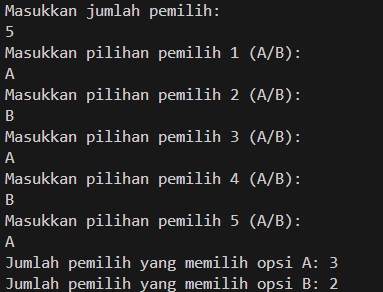 Masukkan jumlah pemilih:
5
Masukkan pilihan pemilih 1 (A/B):
A
Masukkan pilihan pemilih 2 (A/B):
B
Masukkan pilihan pemilih 3 (A/B):
A
Masukkan pilihan pemilih 4 (A/B):
B
Masukkan pilihan pemilih 5 (A/B):
A
Jumlah pemilih yang memilih opsi A: 3
Jumlah pemilih yang memilih opsi B: 2